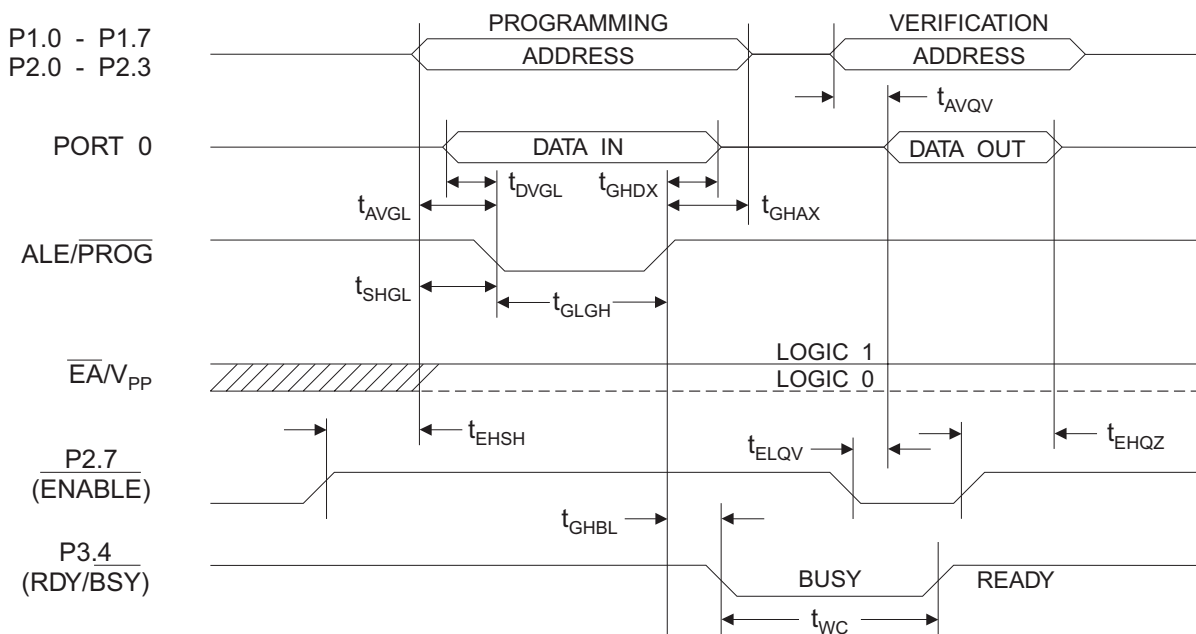 PROGRAMMING
VERIFICATION
P1.0 - P1.7
P2.0 - P2.3
ADDRESS
ADDRESS
tAVQV
PORT 0
DATA IN
DATA OUT
tDVGL
tGHDX
tAVGL
tGHAX
ALE/PROG
tSHGL
tGLGH
LOGIC 1
EA/VPP
LOGIC 0
tEHSH
tELQV
tEHQZ
P2.7
(ENABLE)
tGHBL
P3.4
(RDY/BSY)
BUSY
READY
tWC